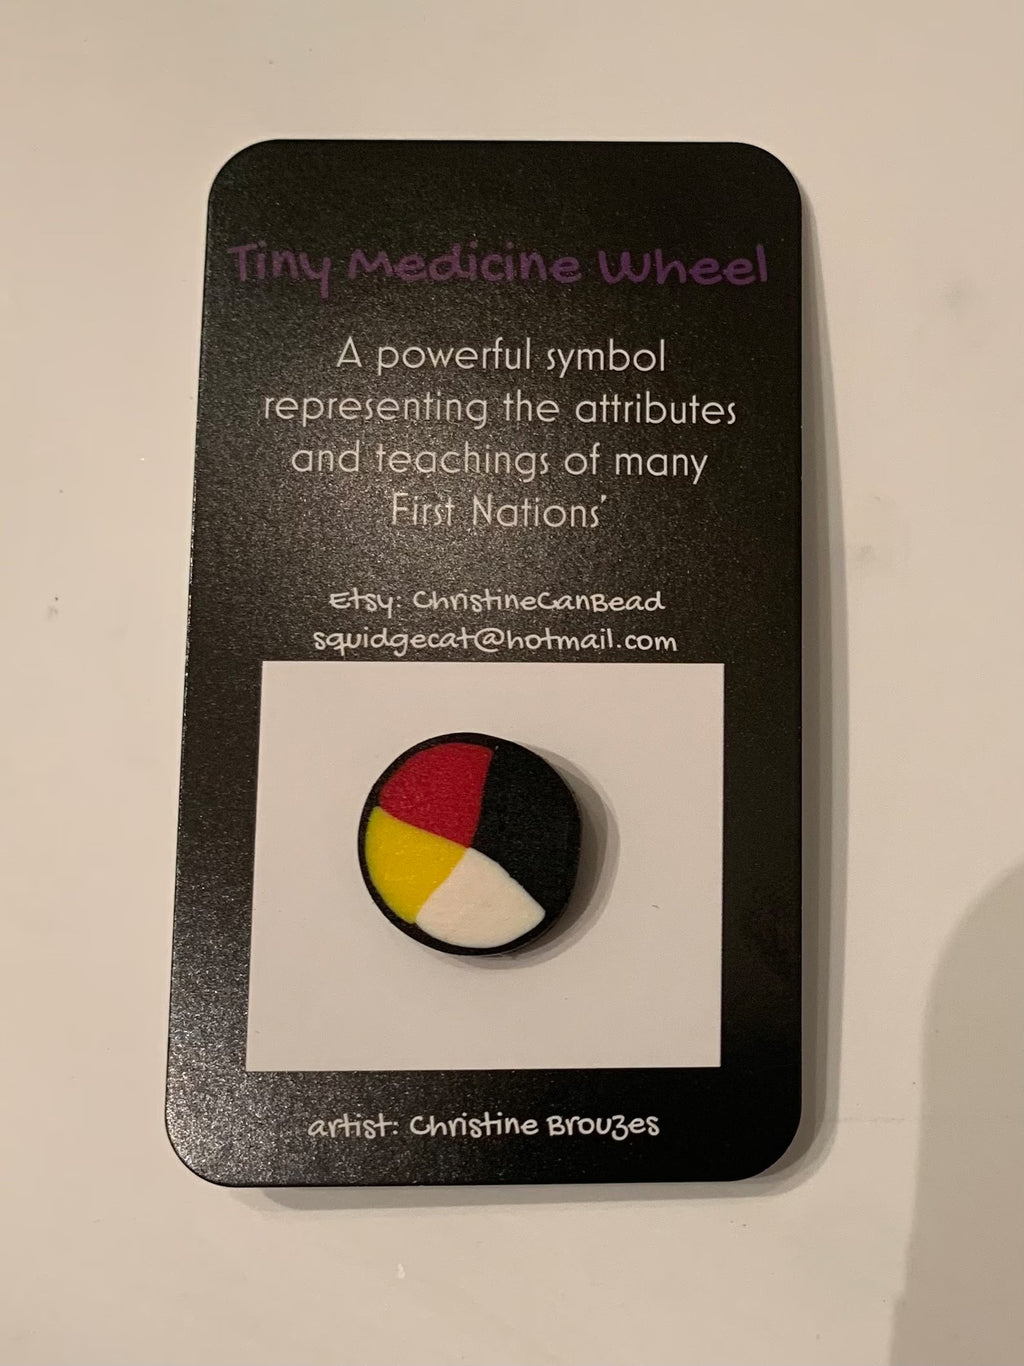 Tiny Medicine Wheel
A powerful symbol
representing the attributes
and teachings of many
First Nations'
Etsy: ChristineCanBead
squidgecat@hotmail.com
artist: Christine Brouzes